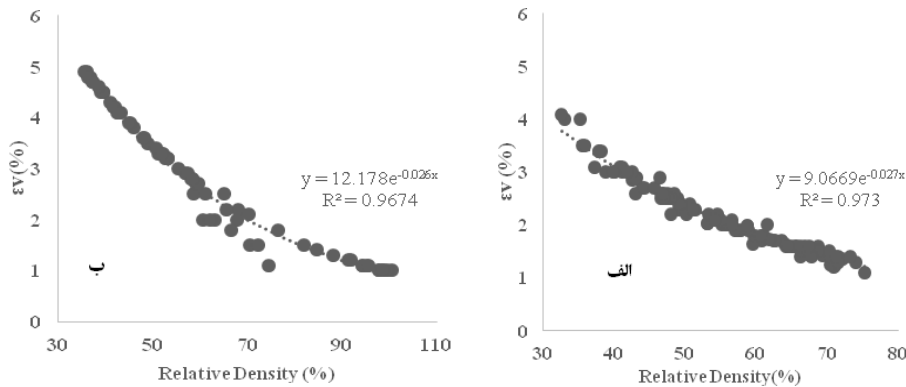 6
5
4
3
2
1
0
εv(%)
y = 12.178e^-0.026x
R² = 0.9674
ب
30 50 70 90 110
Relative Density (%)
6
5
4
3
2
1
0
εv (%)
y = 9.0669e^-0.027x
R² = 0.973
الف
30 40 50 60 70 80
Relative Density(%)